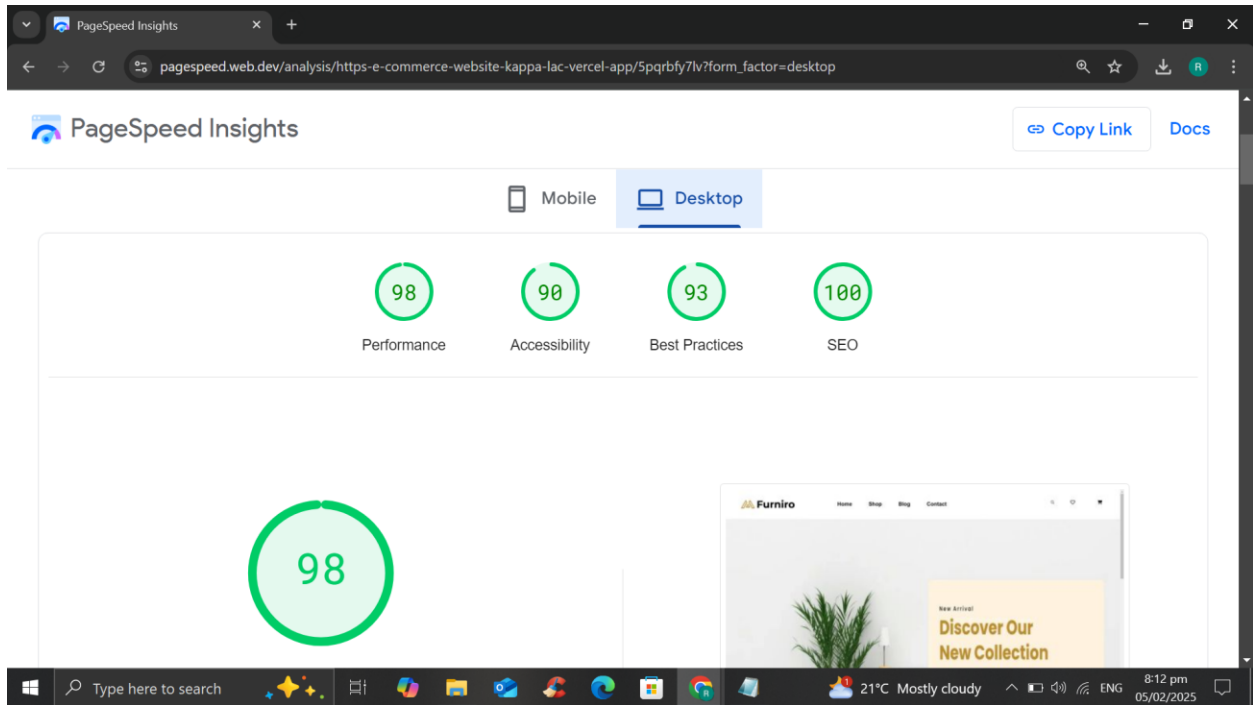 PageSpeed Insights
pagespeed.web.dev/analysis/https-e-commerce-website-kappa-lac-vercel-app/5pqrbfy7lv?form_factor=desktop
R
PageSpeed Insights
Copy Link
Docs
Mobile
Desktop
98
90
93
100
Performance
Accessibility
Best Practices
SEO
98
Furniro
Home
Shop
Blog
Contact
New Arrival
Discover Our
New Collection
Type here to search
1
21°C Mostly cloudy
ENG
8:12 pm
05/02/2025